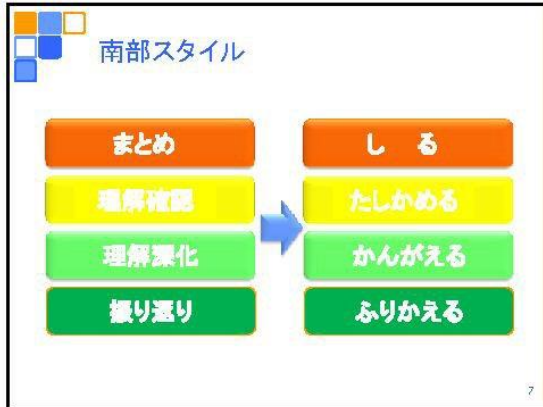 南部スタイル
まとめ
しる
理解確認
たしかめる
理解深化
かんがえる
振り返り
ふりかえる
7